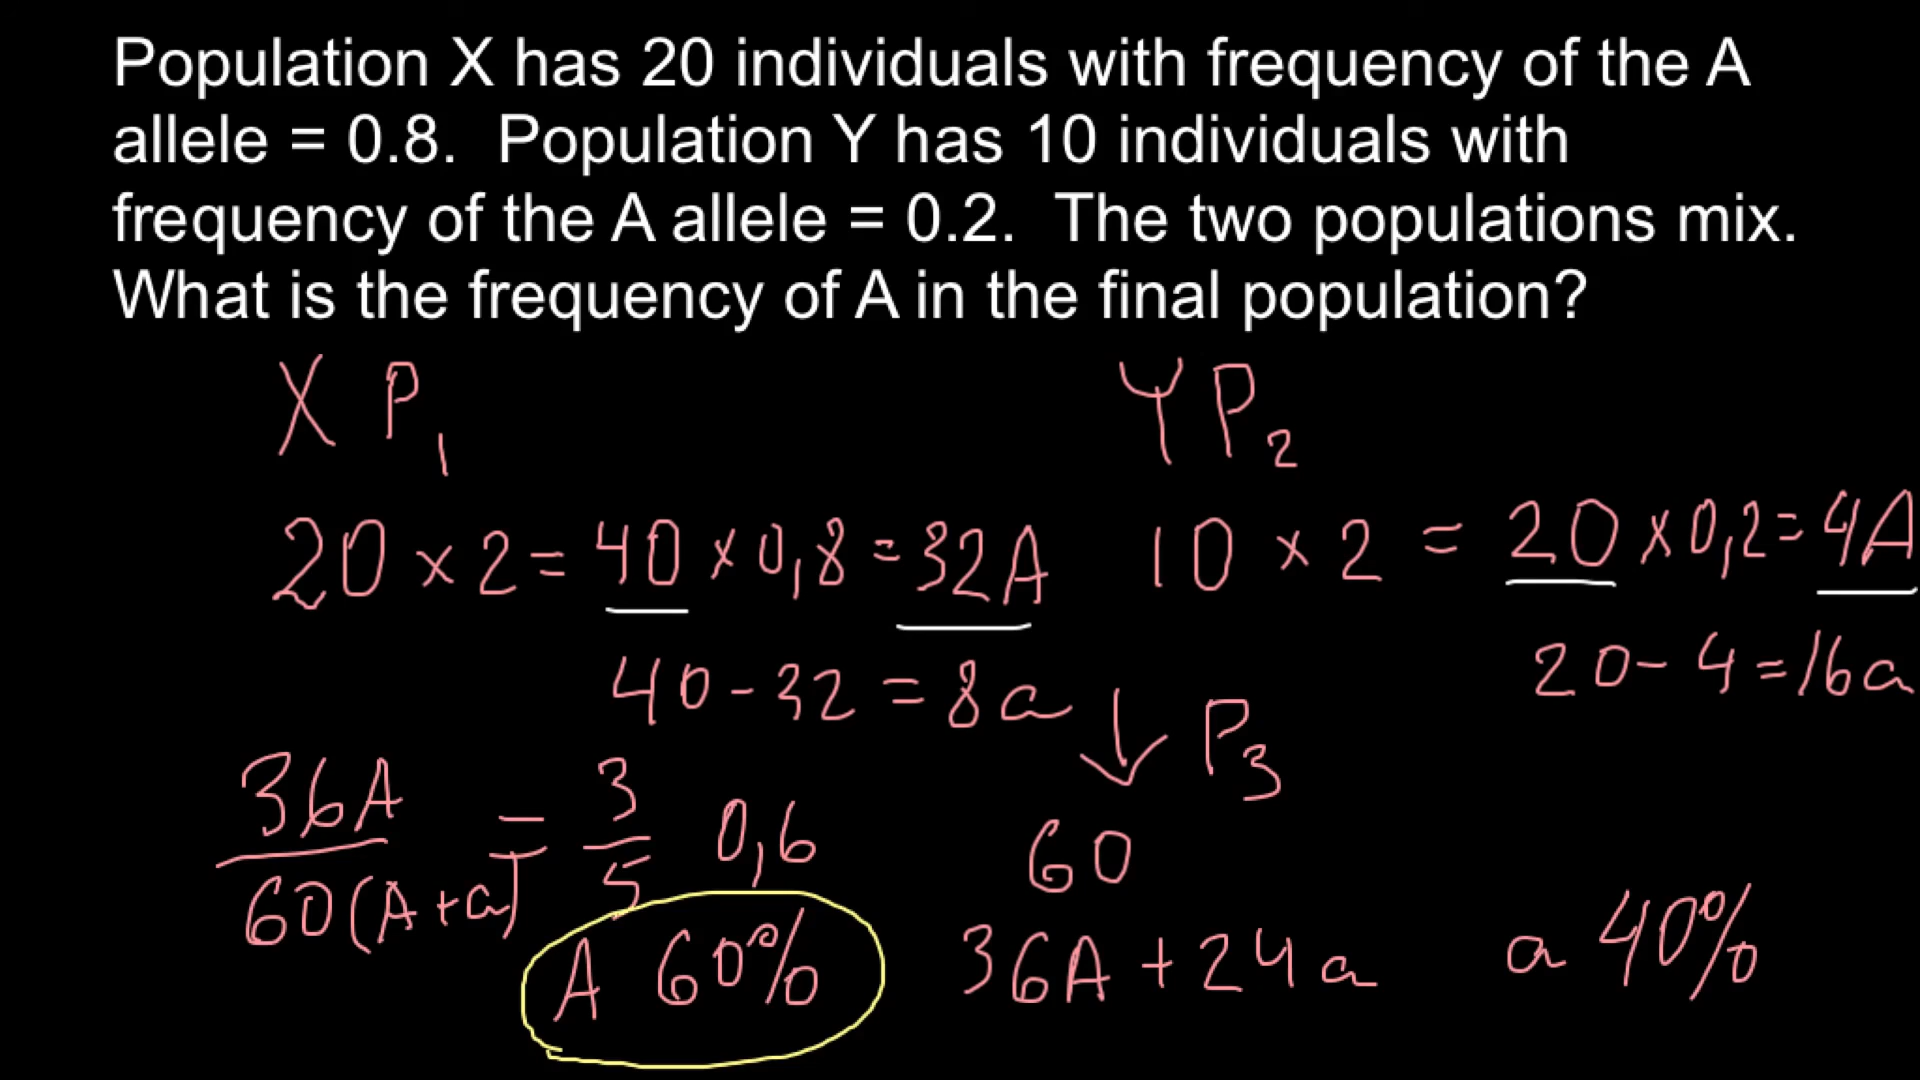 Population X has 20 individuals with frequency of the A
allele = 0.8.  Population Y has 10 individuals with
frequency of the A allele = 0.2.  The two populations mix.
What is the frequency of A in the final population?
X P1
Y P2
20 × 2 = 40 × 0,8 = 32A
10 × 2 = 20 × 0,2 = 4A
40 - 32 = 8a
20 - 4 = 16a
↓ P3
36A/60(A+a) = 3/5 0,6
60
A 60%
36A + 24a
a 40%